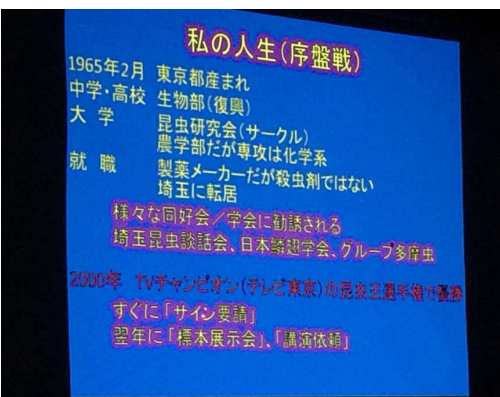 私の人生(序盤戦)
1965年2月 東京都産まれ
中学・高校 生物部(復興)
大学 昆虫研究会(サークル)
農学部だが専攻は化学系
就職 製薬メーカーだが殺虫剤ではない
埼玉に転居
様々な同好会/学会に勧誘される
埼玉昆虫談話会、日本鱗翅学会、グループ多摩虫
2000年 TVチャンピオン(テレビ東京)の昆虫王選手権で優勝
すぐに「サイン要請」
翌年に「標本展示会」、「講演依頼」